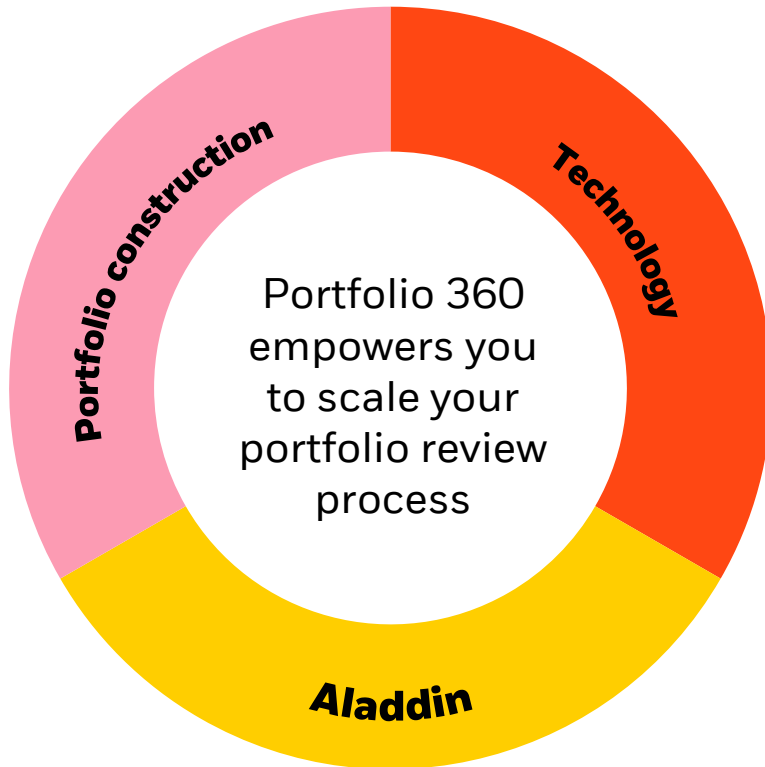 Portfolio construction
Technology
Portfolio 360
empowers you
to scale your
portfolio review
process
Aladdin